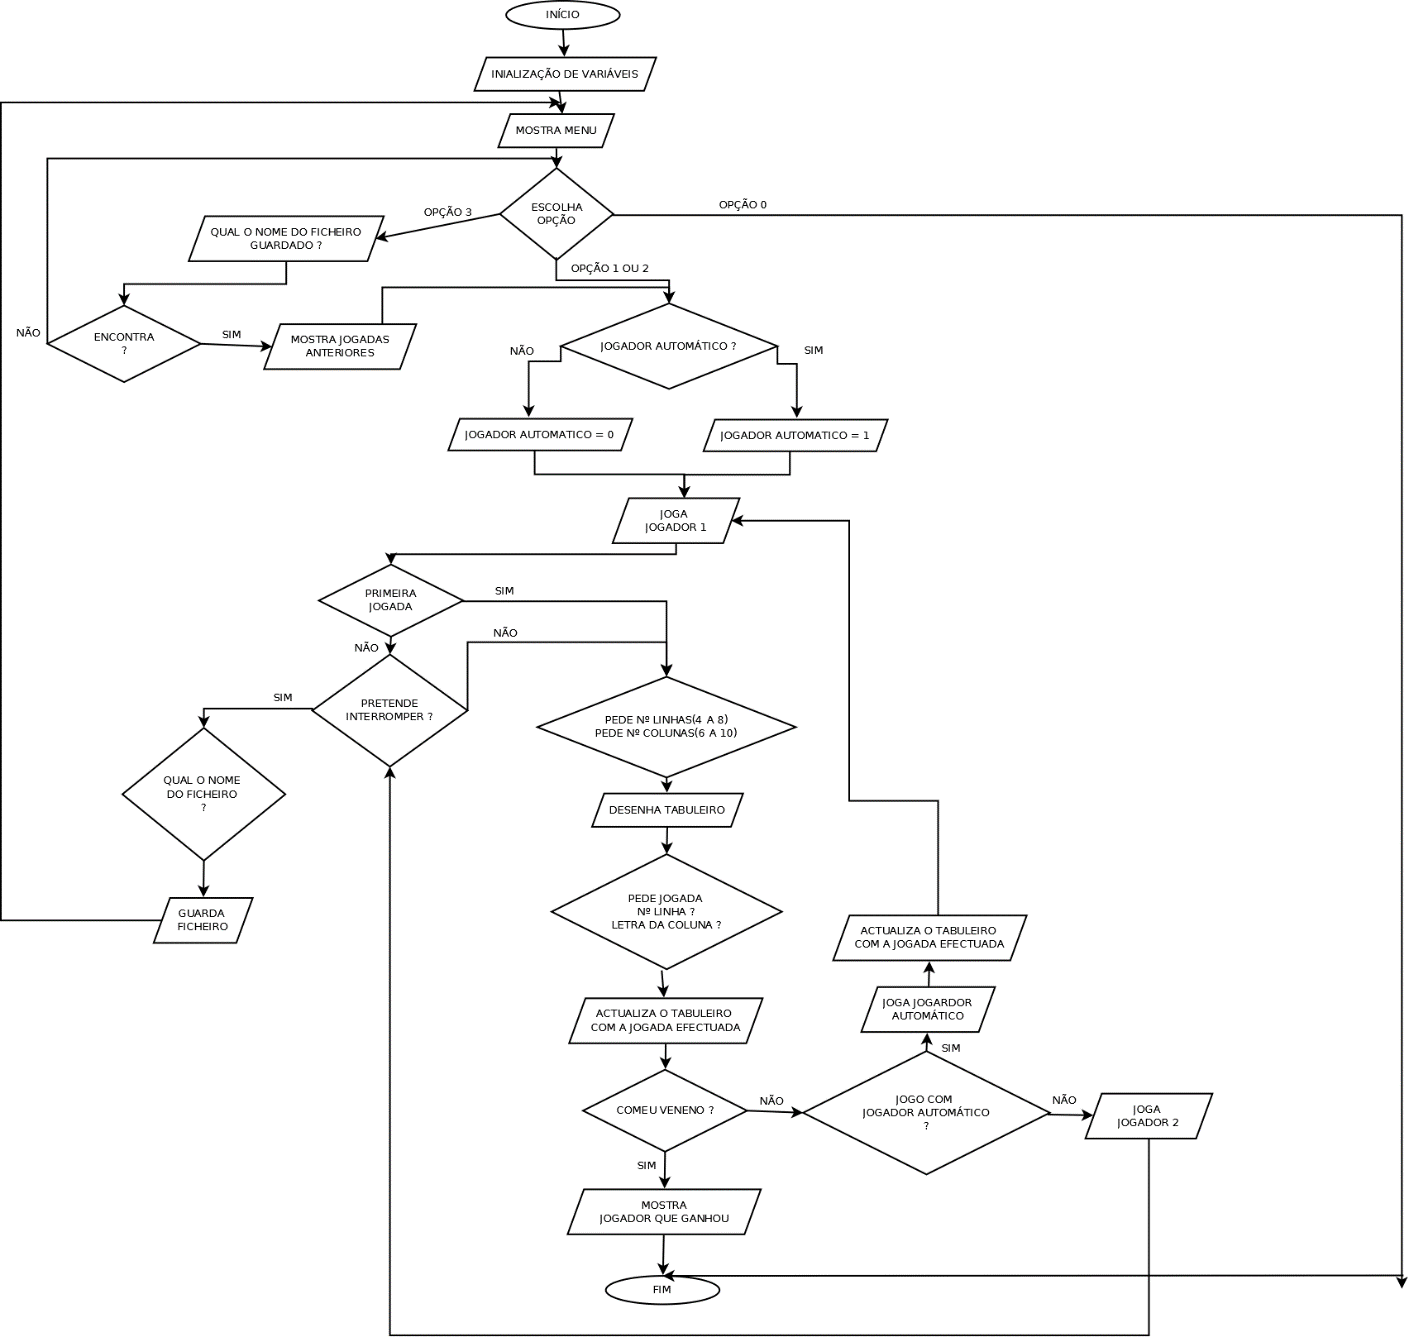 INÍCIO
INIALIZAÇÃO DE VARIÁVEIS
MOSTRA MENU
ESCOLHA
OPÇÃO
OPÇÃO 0
OPÇÃO 3
QUAL O NOME DO FICHEIRO
GUARDADO ?
OPÇÃO 1 OU 2
NÃO
ENCONTRA
?
SIM
MOSTRA JOGADAS
ANTERIORES
NÃO
JOGADOR AUTOMÁTICO ?
SIM
JOGADOR AUTOMATICO = 0
JOGADOR AUTOMATICO = 1
JOGA
JOGADOR 1
PRIMEIRA
JOGADA
SIM
NÃO
NÃO
SIM
PRETENDE
INTERROMPER ?
PEDE Nº LINHAS(4 A 8)
PEDE Nº COLUNAS(6 A 10)
QUAL O NOME
DO FICHEIRO
?
DESENHA TABULEIRO
GUARDA
FICHEIRO
PEDE JOGADA
Nº LINHA ?
LETRA DA COLUNA ?
ACTUALIZA O TABULEIRO
COM A JOGADA EFECTUADA
JOGA JOGARDOR
AUTOMÁTICO
ACTUALIZA O TABULEIRO
COM A JOGADA EFECTUADA
SIM
COMEU VENENO ?
NÃO
JOGO COM
JOGADOR AUTOMÁTICO
?
NÃO
JOGA
JOGADOR 2
SIM
MOSTRA
JOGADOR QUE GANHOU
FIM